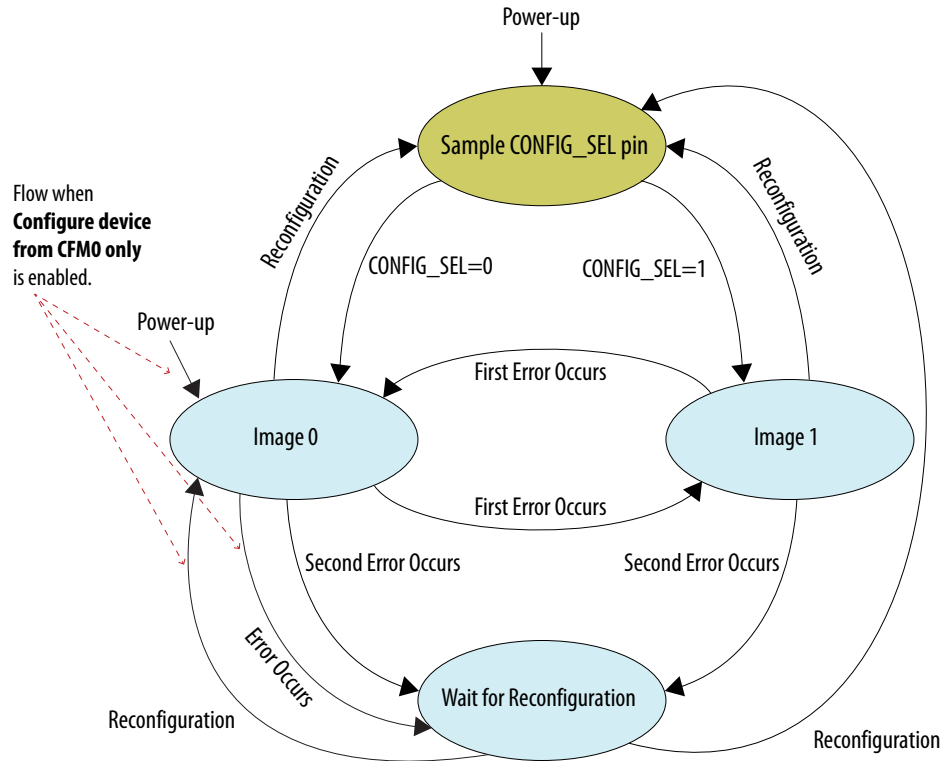 Power-up
Sample CONFIG_SEL pin
Reconfiguration
Reconfiguration
Flow when
Configure device
from CFM0 only
is enabled.
CONFIG_SEL=0
CONFIG_SEL=1
Power-up
First Error Occurs
Image 0
Image 1
First Error Occurs
Second Error Occurs
Second Error Occurs
Error Occurs
Wait for Reconfiguration
Reconfiguration
Reconfiguration